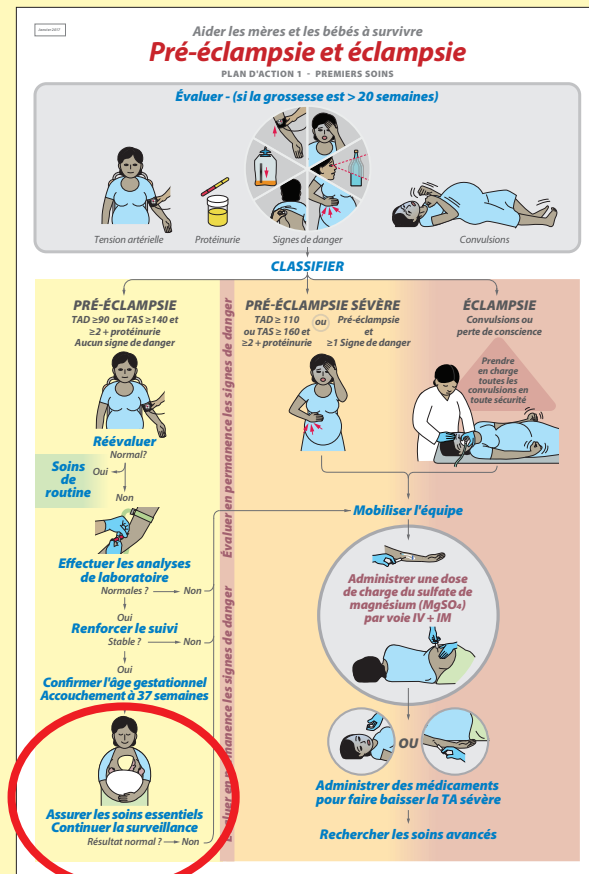 Janvier 2017
Aider les mères et les bébés à survivre
Pré-éclampsie et éclampsie
PLAN D'ACTION 1 - PREMIERS SOINS
Évaluer - (si la grossesse est > 20 semaines)
Tension artérielle
Protéinurie
Signes de danger
Convulsions
CLASSIFIER
PRÉ-ÉCLAMPSIE
TAD ≥90 ou TAS ≥140 et
≥2 + protéinurie
Aucun signe de danger
Réévaluer
Normal?
Oui
Soins
de
routine
Non
Effectuer les analyses
de laboratoire
Normales ?
Non
Oui
Renforcer le suivi
Stable ?
Non
Oui
Confirmer l'âge gestationnel
Accouchement à 37 semaines
Assurer les soins essentiels
Continuer la surveillance
Résultat normal ?
Non
Évaluer en permanence les signes de danger
Évaluer en permanence les signes de danger
PRÉ-ÉCLAMPSIE SÉVÈRE
TAD ≥ 110
ou TAS ≥ 160 et
≥2 + protéinurie
ou
Pré-éclampsie
et
≥1 Signe de danger
ÉCLAMPSIE
Convulsions ou
perte de conscience
Prendre
en charge
toutes les
convulsions en
toute sécurité
Mobiliser l'équipe
Administrer une dose
de charge du sulfate de
magnésium (MgSO₄)
par voie IV + IM
OU
Administrer des médicaments
pour faire baisser la TA sévère
Rechercher les soins avancés